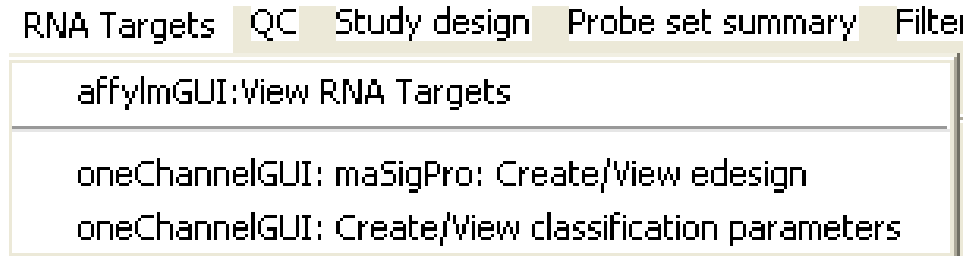 RNA Targets QC Study design Probe set summary Filter
affylmGUI:View RNA Targets
oneChannelGUI: maSigPro: Create/View edesign
oneChannelGUI: Create/View classification parameters